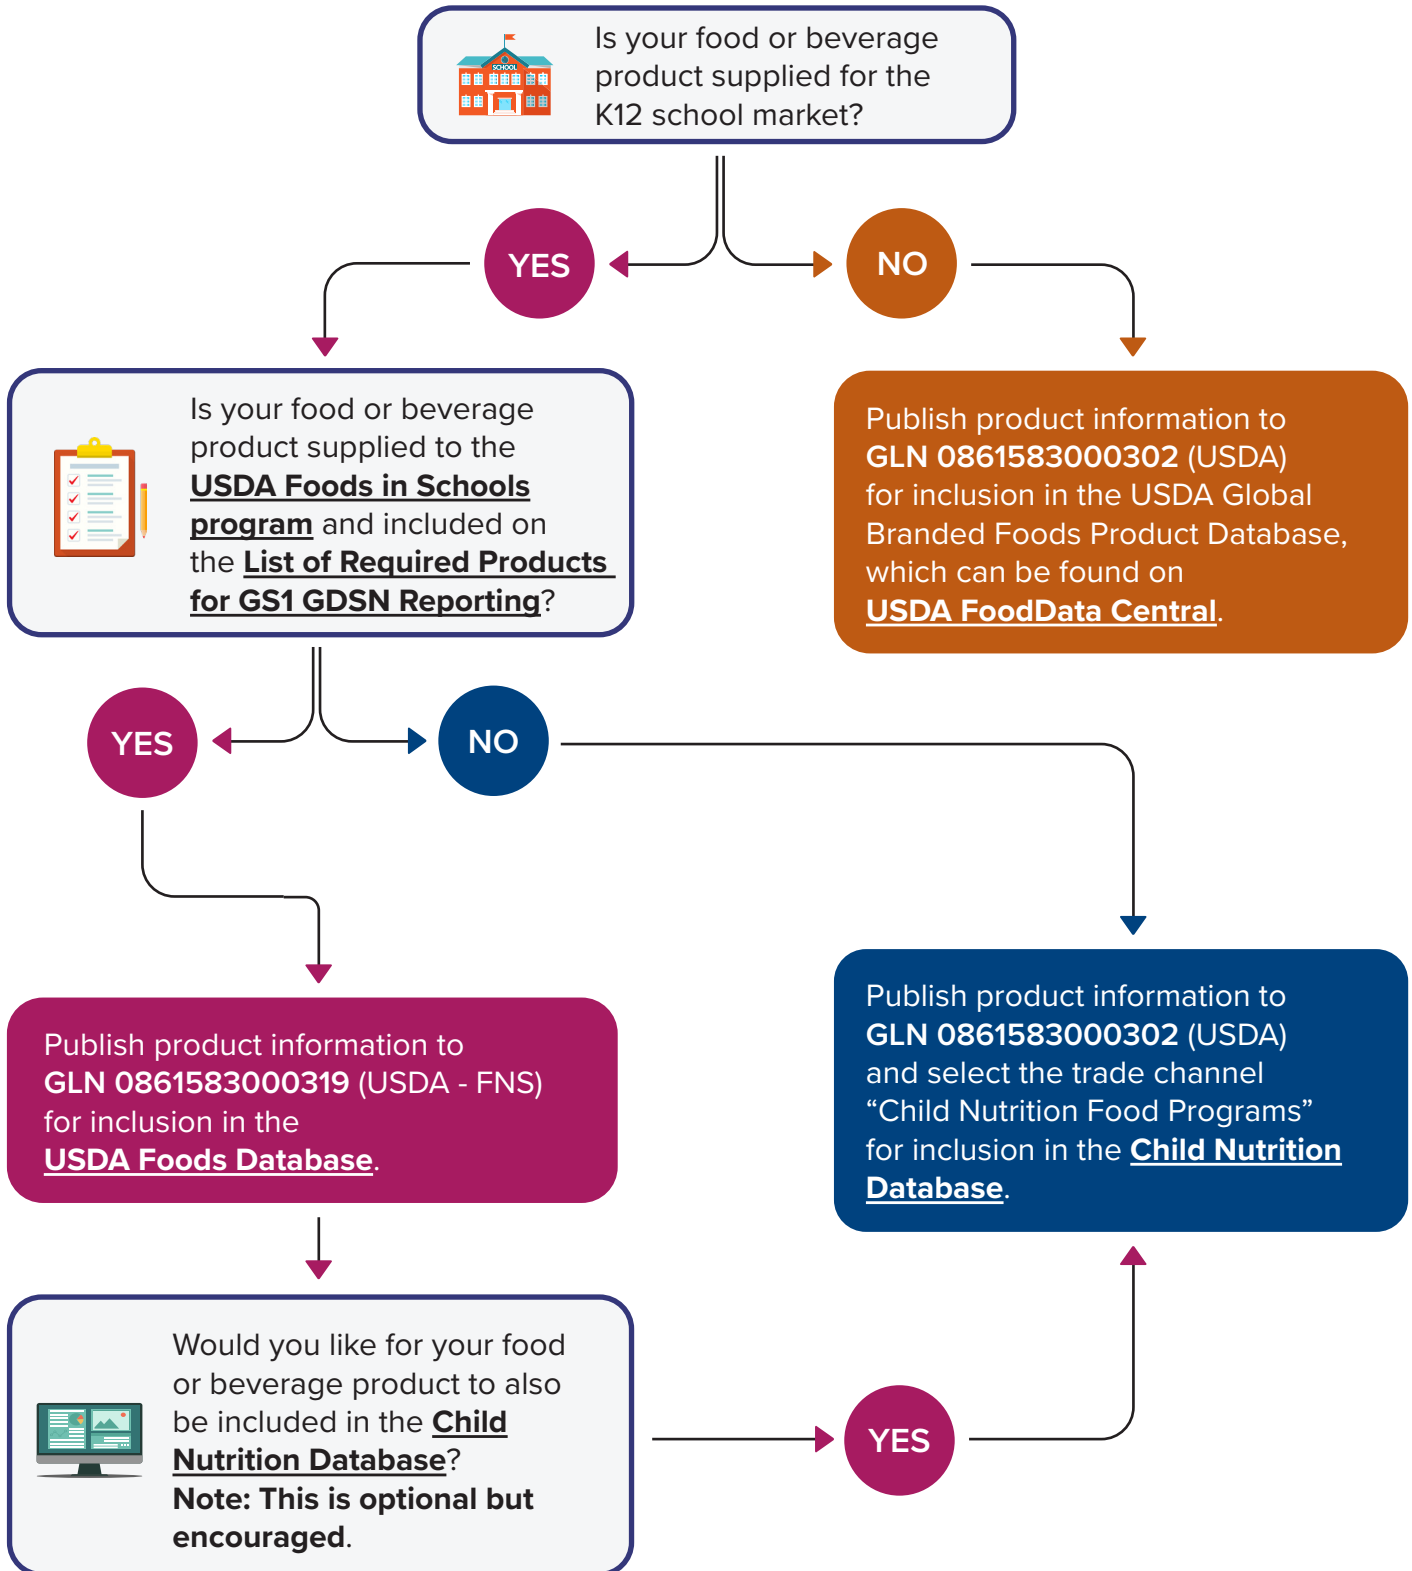 SCHOOL
Is your food or beverage
product supplied for the
K12 school market?
YES
NO
Is your food or beverage
product supplied to the
USDA Foods in Schools
program and included on
the List of Required Products
for GS1 GDSN Reporting?
Publish product information to
GLN 0861583000302 (USDA)
for inclusion in the USDA Global
Branded Foods Product Database,
which can be found on
USDA FoodData Central.
YES
NO
Publish product information to
GLN 0861583000319 (USDA - FNS)
for inclusion in the
USDA Foods Database.
Publish product information to
GLN 0861583000302 (USDA)
and select the trade channel
“Child Nutrition Food Programs”
for inclusion in the Child Nutrition
Database.
Would you like for your food
or beverage product to also
be included in the Child
Nutrition Database?
Note: This is optional but
encouraged.
YES